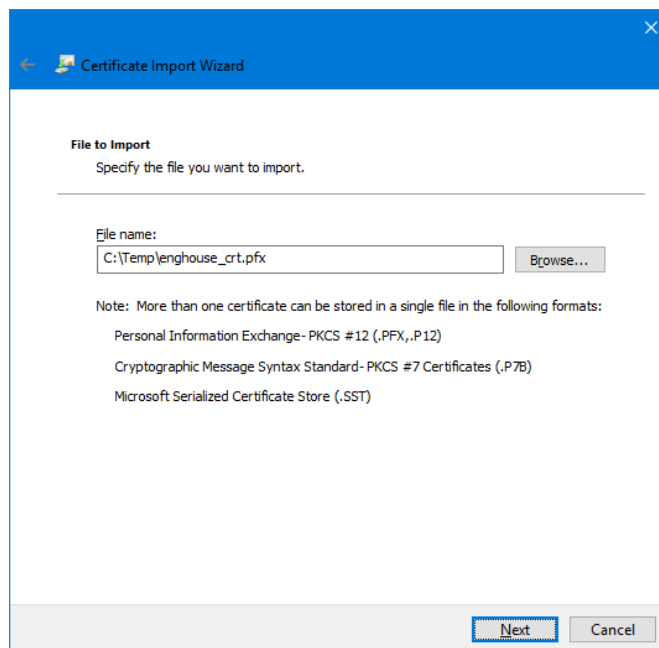 Certificate Import Wizard
File to Import
Specify the file you want to import.
File name:
C:\Temp\enghouse_crt.pfx
Browse...
Note: More than one certificate can be stored in a single file in the following formats:
Personal Information Exchange- PKCS #12 (.PFX,.P12)
Cryptographic Message Syntax Standard- PKCS #7 Certificates (.P7B)
Microsoft Serialized Certificate Store (.SST)
Next
Cancel